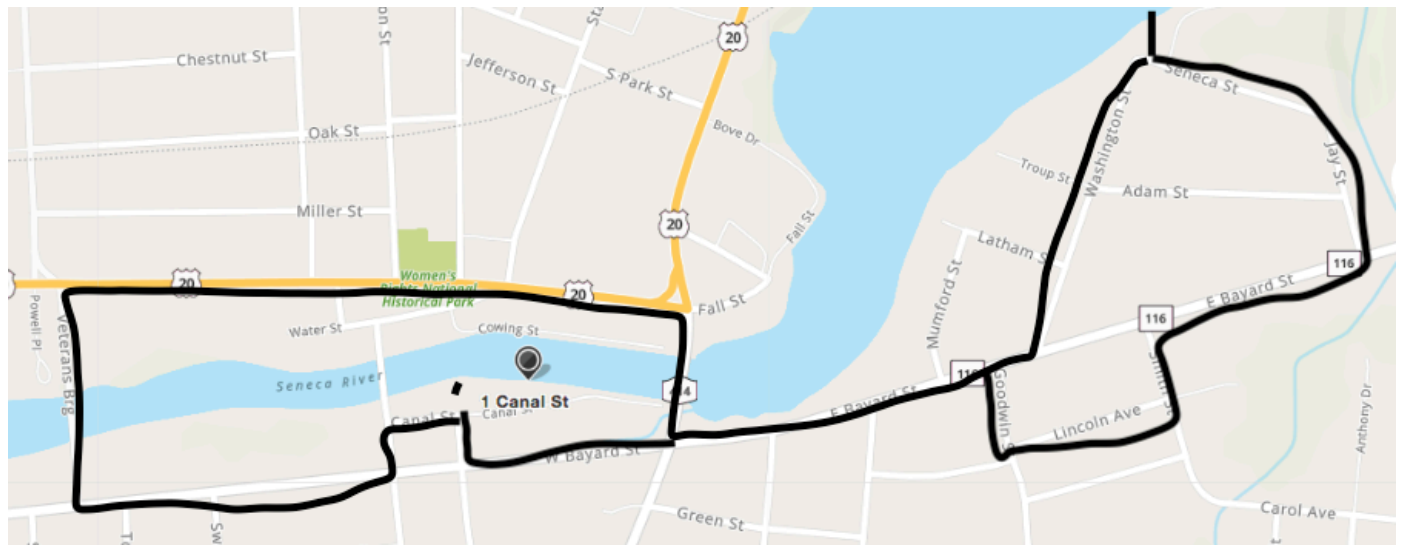 20
Chestnut St
Jefferson St
S Park St
Seneca St
Bove Dr
Oak St
Washington St
Jay St
Troup St
Adam St
Miller St
20
Fall St
Latham S
116
Women's
Rights National
Historical Park
20
20
Mumford St
E Bayard St
Powell Pl
Veterans Brg
Fall St
116
Water St
Cowing St
Seneca River
1 Canal St
E Bayard St
Goodwin S
Smith St
Anthony Dr
Canal St
Canal
Lincoln Ave
W Bayard St
Green St
Carol Ave
Sw